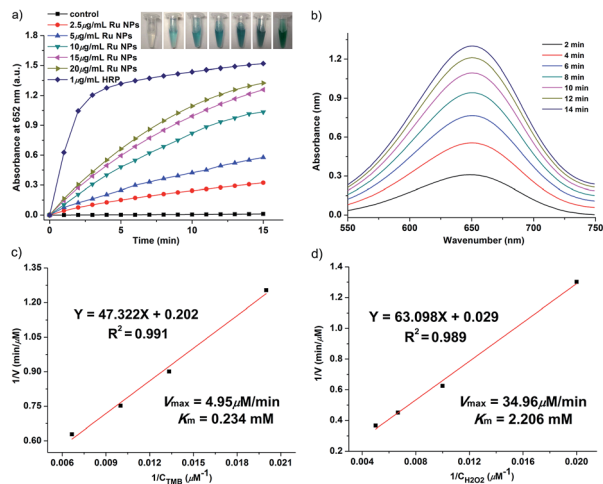 a)
control
2.5μg/mL Ru NPs
5μg/mL Ru NPs
10μg/mL Ru NPs
15μg/mL Ru NPs
20μg/mL Ru NPs
1μg/mL HRP
Absorbance at 652 nm (a.u.)
1.8
1.5
1.2
0.9
0.6
0.3
0.0
0
5
10
15
Time (min)
b)
2 min
4 min
6 min
8 min
10 min
12 min
14 min
Absorbance (nm)
1.2
0.9
0.6
0.3
0.0
550
600
650
700
750
Wavenumber (nm)
c)
Y = 47.322X + 0.202
R² = 0.991
Vmax = 4.95μM/min
Km = 0.234 mM
1/V (min/μM)
1.35
1.20
1.05
0.90
0.75
0.60
0.006
0.009
0.012
0.015
0.018
0.021
1/CTMB (μM⁻¹)
d)
Y = 63.098X + 0.029
R² = 0.989
Vmax = 34.96μM/min
Km = 2.206 mM
1/V (min/μM)
1.4
1.2
1.0
0.8
0.6
0.4
0.2
0.004
0.008
0.012
0.016
0.020
1/CH2O2 (μM⁻¹)